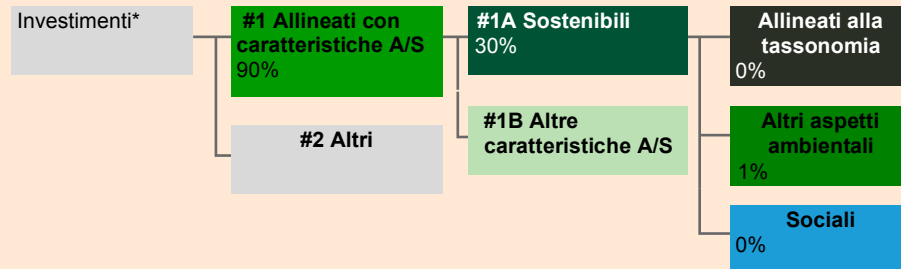 Investimenti*
#1 Allineati con
caratteristiche A/S
90%
#2 Altri
#1A Sostenibili
30%
#1B Altre
caratteristiche A/S
Allineati alla
tassonomia
0%
Altri aspetti
ambientali
1%
Sociali
0%